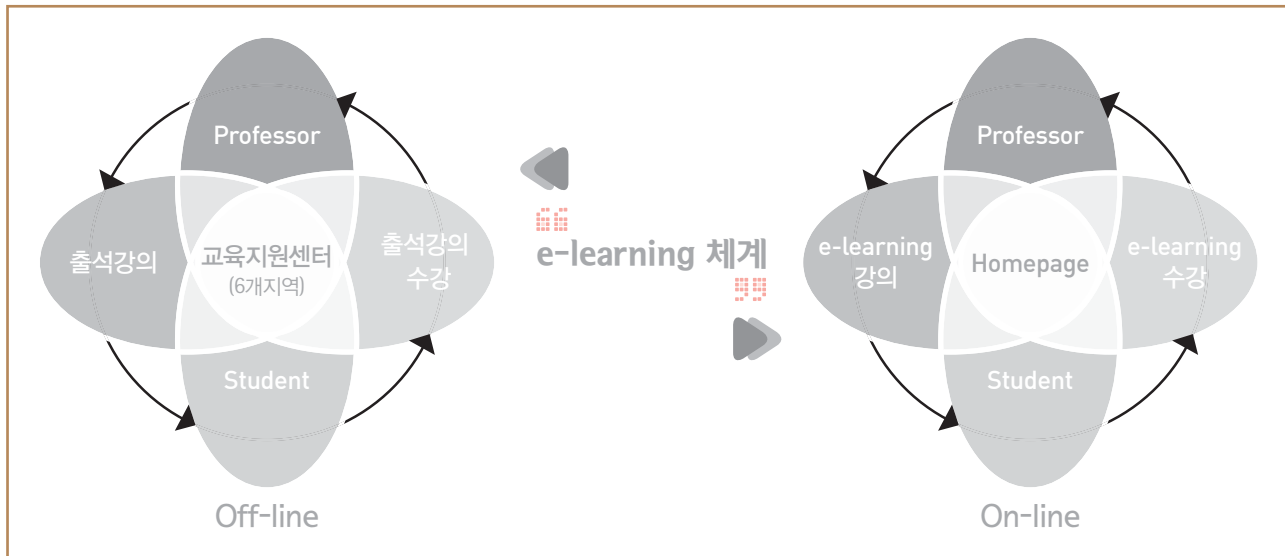 Professor
출석강의
교육지원센터
(6개지역)
출석강의
수강
Student
Off-line
e-learning 체계
Professor
e-learning
강의
Homepage
e-learning
수강
Student
On-line